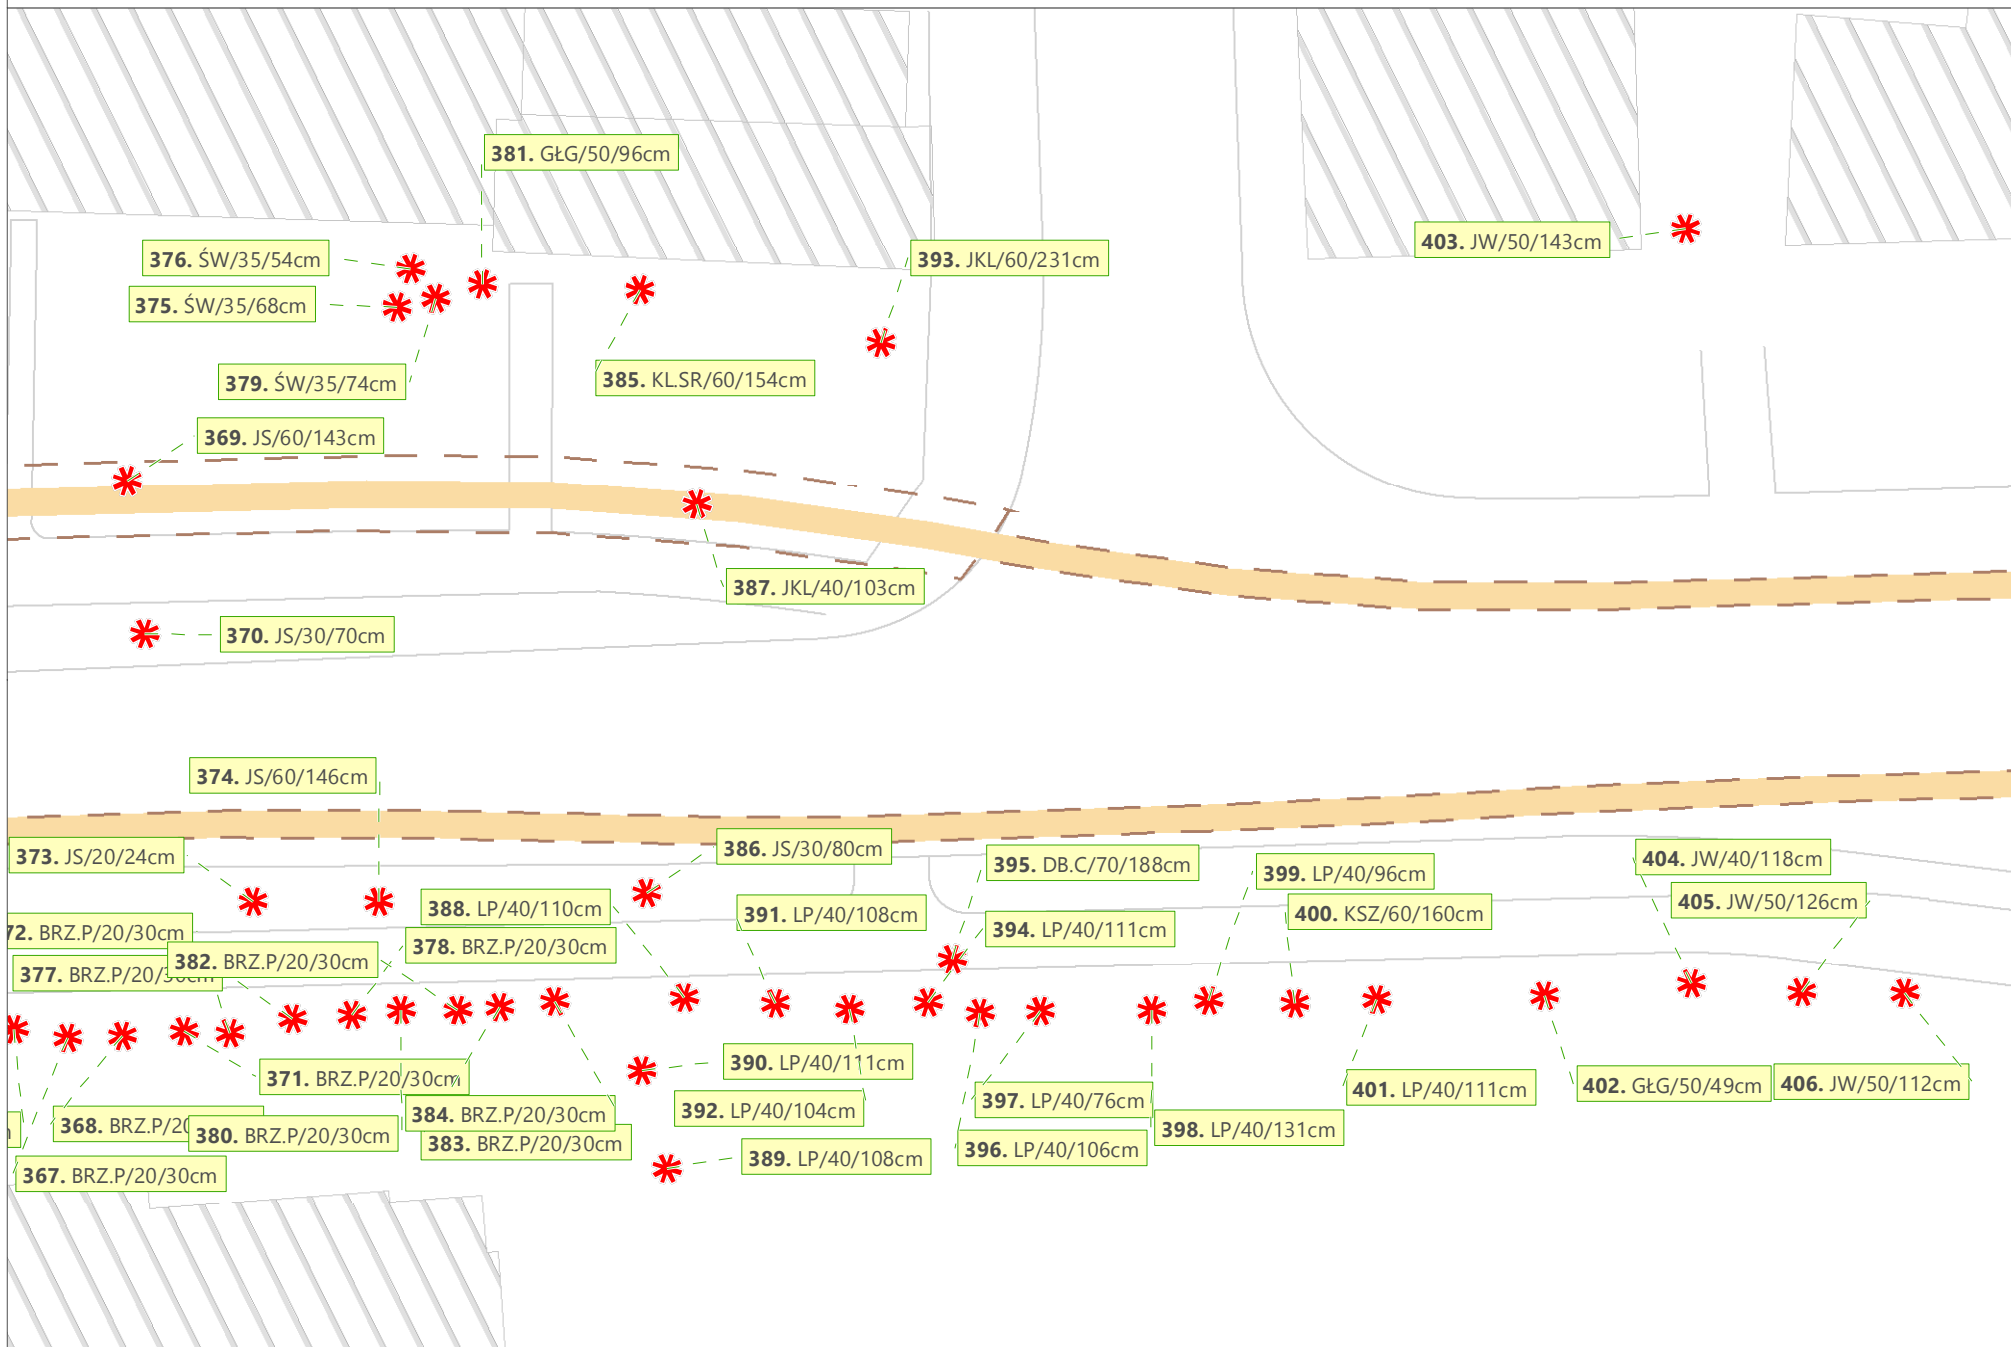 381. GŁG/50/96cm
403. JW/50/143cm
376. ŚW/35/54cm
393. JKL/60/231cm
375. ŚW/35/68cm
379. ŚW/35/74cm
385. KL.SR/60/154cm
369. JS/60/143cm
387. JKL/40/103cm
370. JS/30/70cm
374. JS/60/146cm
373. JS/20/24cm
386. JS/30/80cm
395. DB.C/70/188cm
399. LP/40/96cm
404. JW/40/118cm
388. LP/40/110cm
391. LP/40/108cm
400. KSZ/60/160cm
405. JW/50/126cm
72. BRZ.P/20/30cm
394. LP/40/111cm
378. BRZ.P/20/30cm
382. BRZ.P/20/30cm
377. BRZ.P/20/30cm
390. LP/40/111cm
371. BRZ.P/20/30cm
401. LP/40/111cm
402. GŁG/50/49cm
406. JW/50/112cm
397. LP/40/76cm
392. LP/40/104cm
384. BRZ.P/20/30cm
368. BRZ.P/20
380. BRZ.P/20/30cm
398. LP/40/131cm
383. BRZ.P/20/30cm
396. LP/40/106cm
389. LP/40/108cm
367. BRZ.P/20/30cm